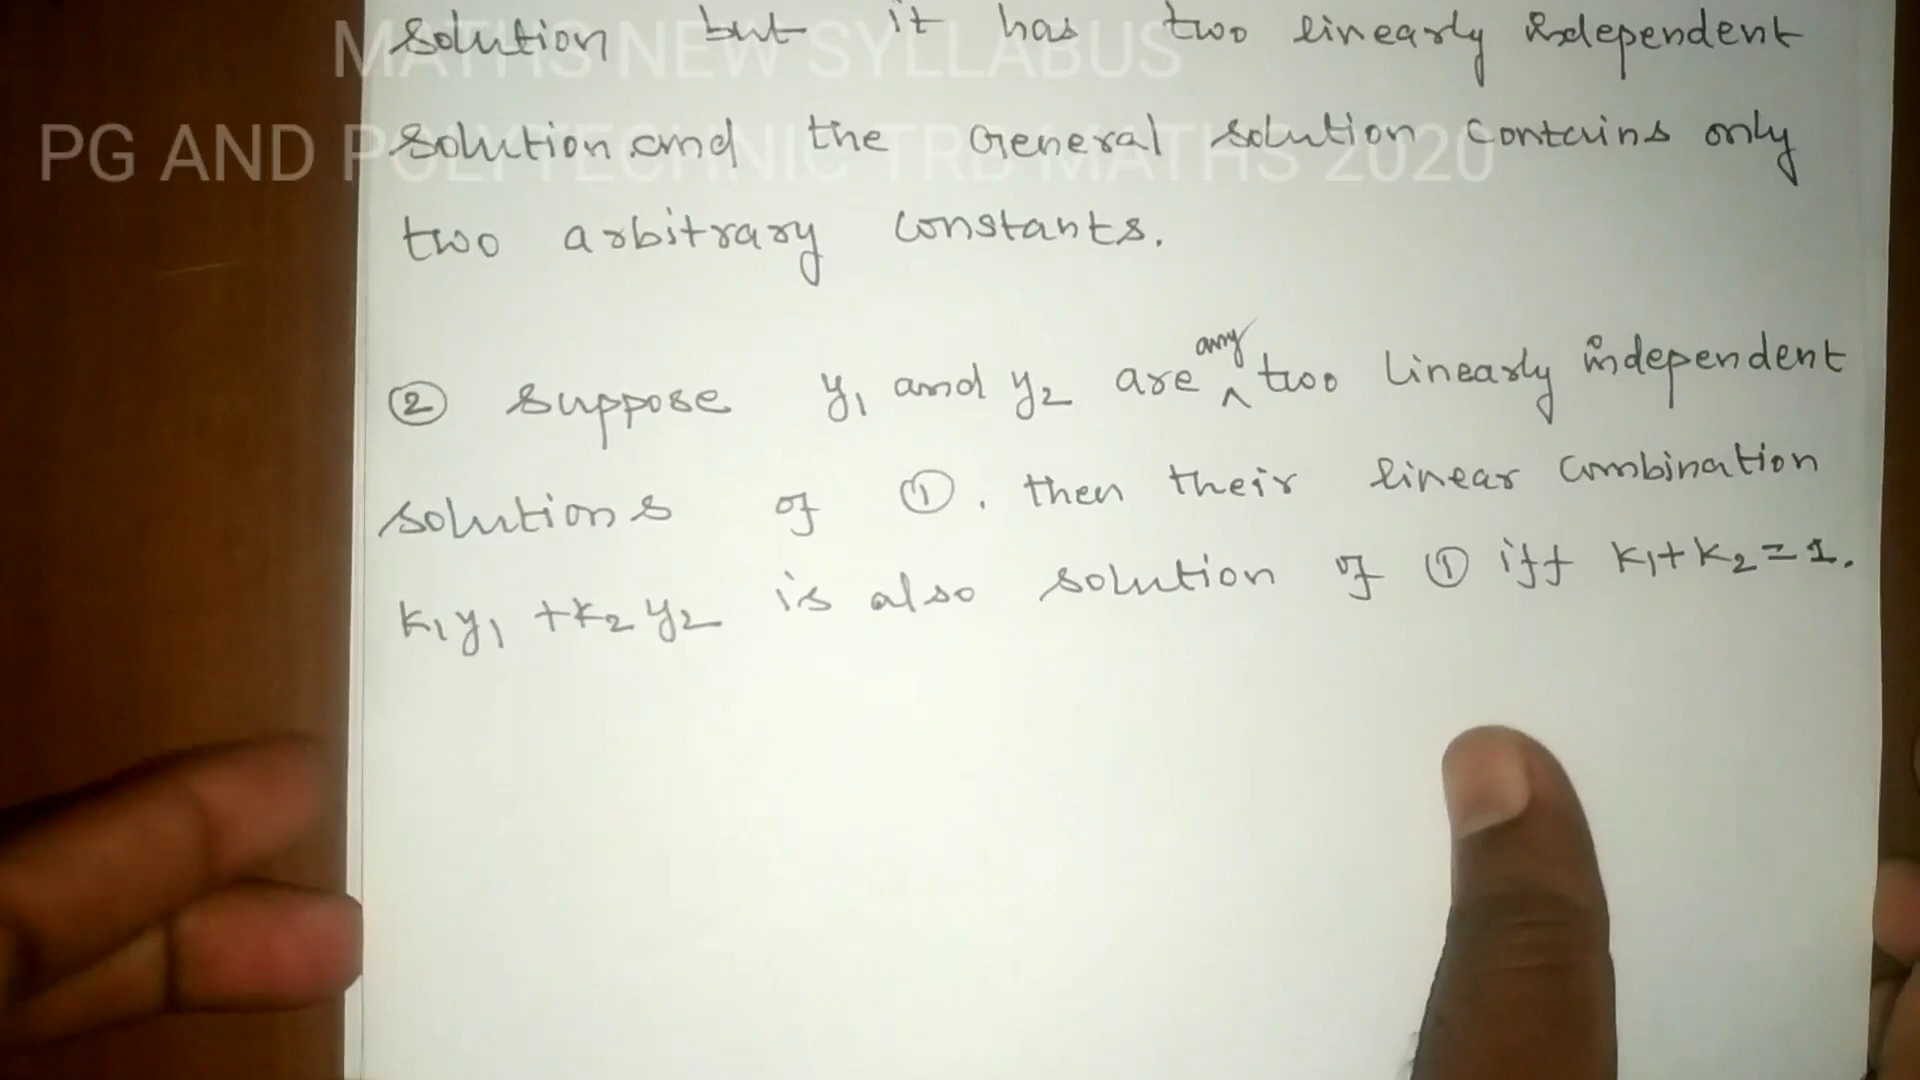 MATHS NEW SYLLABUS
PG AND POLYTECHNIC TRB MATHS 2020
solution but it has two linearly independent
solution and the General solution contains only
two arbitrary constants.
② suppose y₁ and y₂ are any two linearly independent
solutions of ①. then their linear combination
k₁y₁ + k₂y₂ is also solution of ① iff k₁+k₂=1.